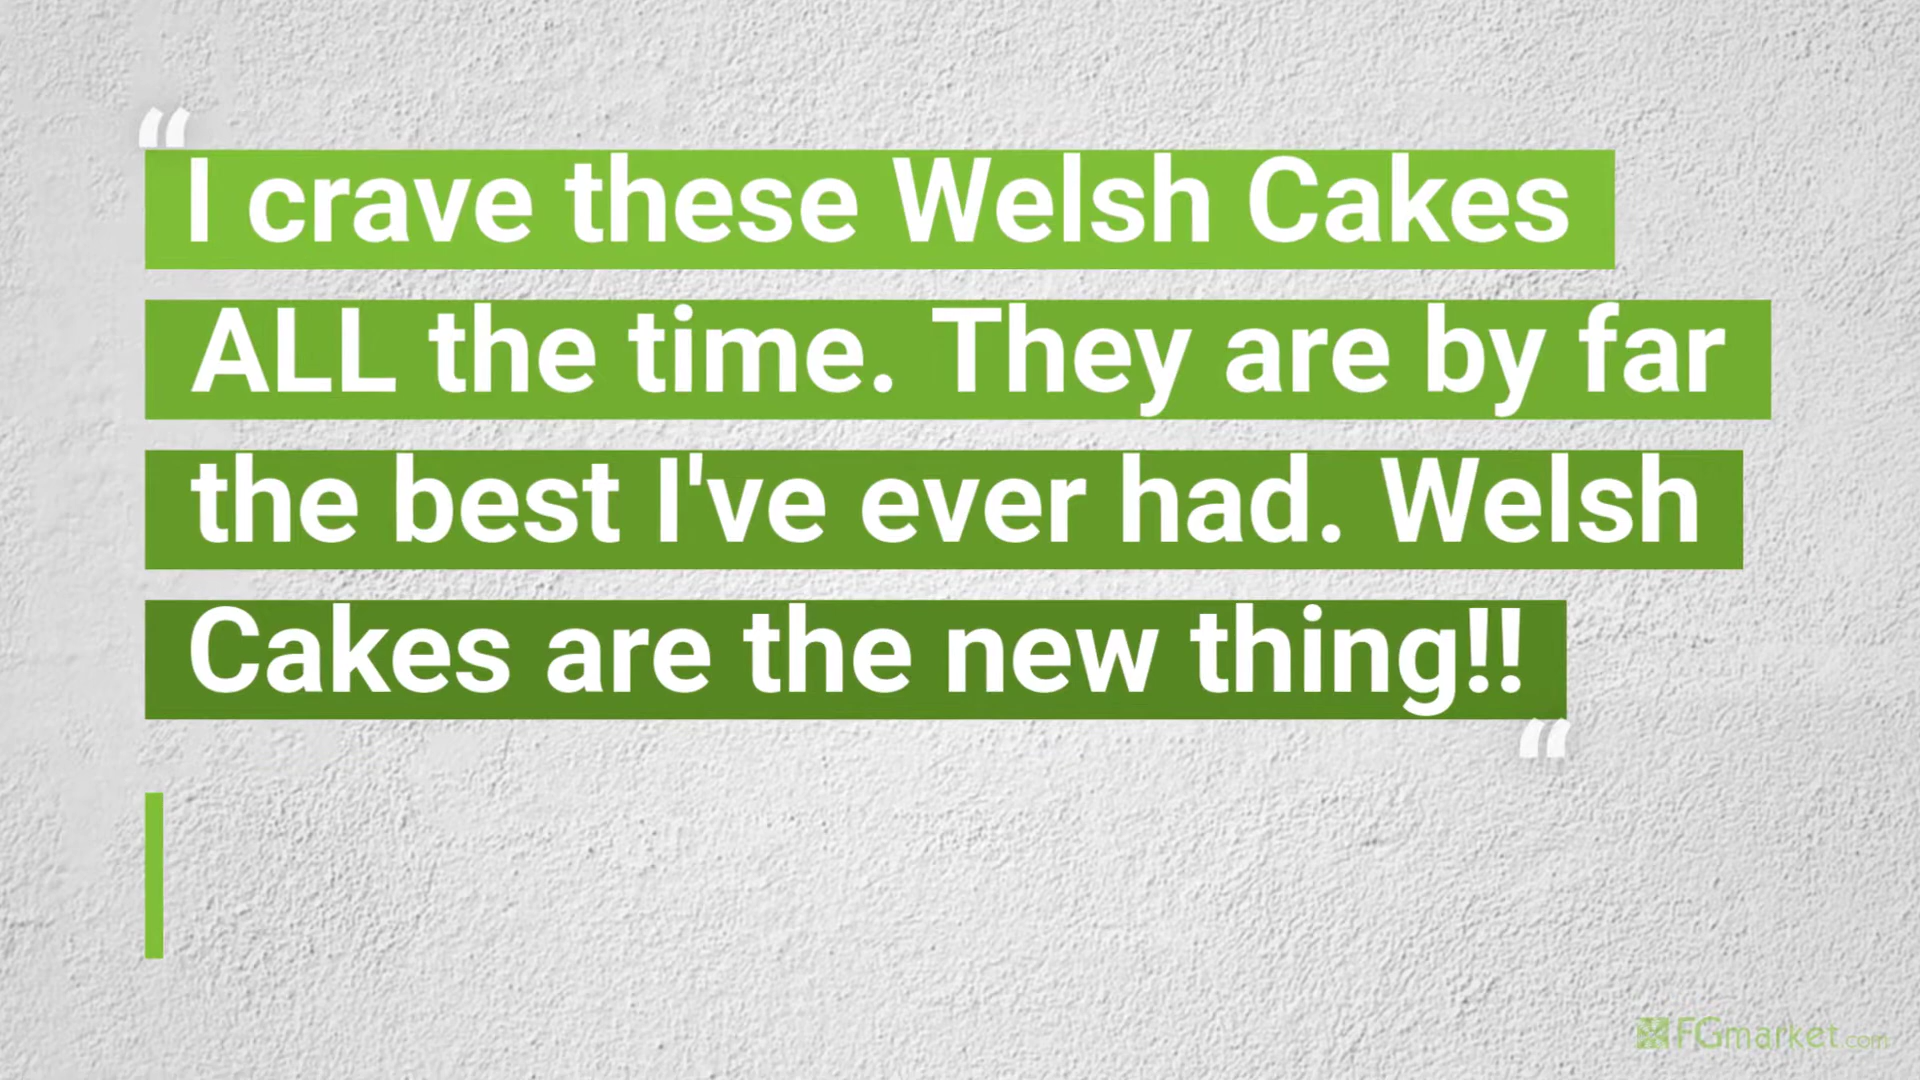 “
I crave these Welsh Cakes
ALL the time. They are by far
the best I've ever had. Welsh
Cakes are the new thing!!
“
FGmarket.com